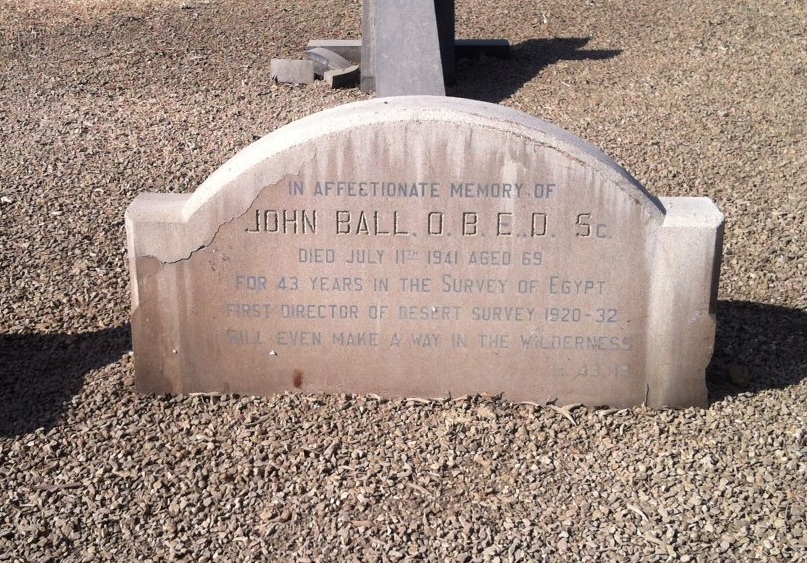 IN AFFECTIONATE MEMORY OF
JOHN BALL. O. B. E., D. Sc.
DIED JULY 11TH 1941 AGED 69
FOR 43 YEARS IN THE SURVEY OF EGYPT
FIRST DIRECTOR OF DESERT SURVEY 1920-32
WILL EVEN MAKE A WAY IN THE WILDERNESS
43.19